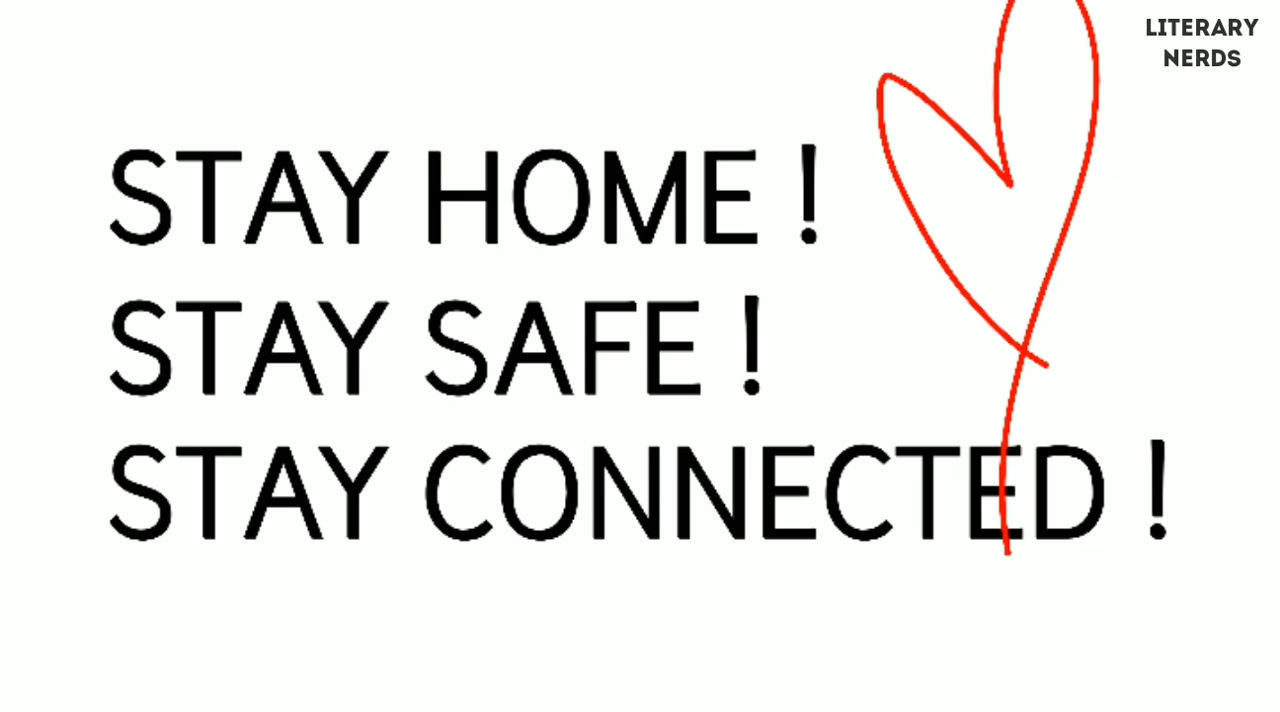 LITERARY
NERDS
STAY HOME !
STAY SAFE !
STAY CONNECTED !